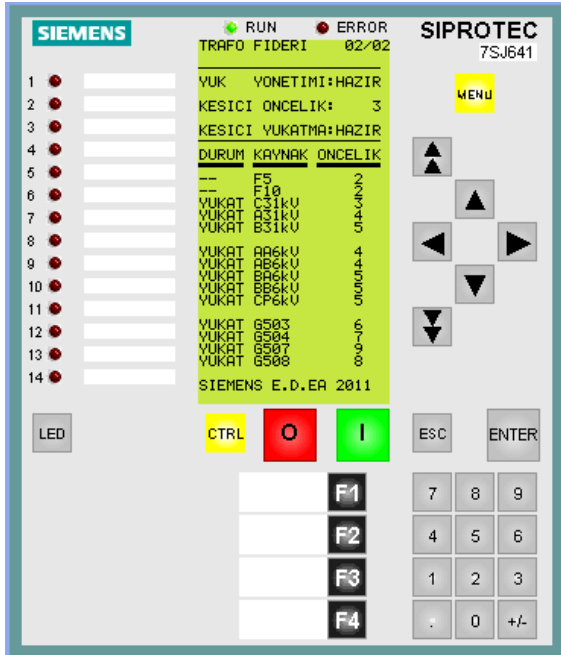 SIEMENS
RUN ERROR
SIPROTEC
7SJ641
TRAFO FIDERI 02/02
YUK YONETIMI:HAZIR
KESICI ONCELIK: 3
KESICI YUKATMA:HAZIR
DURUM KAYNAK ONCELIK
-- F5 2
-- F10 2
YUKAT C31kV 3
YUKAT A31kV 4
YUKAT B31kV 5
YUKAT AA6kV 4
YUKAT AB6kV 4
YUKAT BA6kV 5
YUKAT BB6kV 5
YUKAT CP6kV 5
YUKAT G503 6
YUKAT G504 7
YUKAT G507 9
YUKAT G508 8
SIEMENS E.D.EA 2011
1
2
3
4
5
6
7
8
9
10
11
12
13
14
MENU
LED
CTRL
O
I
ESC
ENTER
F1
F2
F3
F4
7 8 9
4 5 6
1 2 3
. 0 +/-